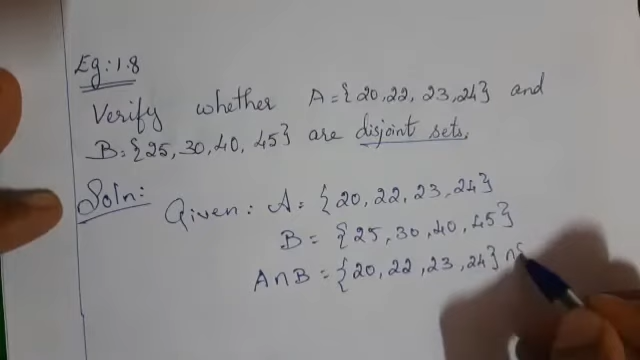 Eg:1.8
Verify whether A={20,22, 23,24} and
B={25,30,40,45} are disjoint sets.
Soln:
Given: A = {20,22,23,24}
B = {25,30,40,45}
A∩B = {20,22,23,24} ∩